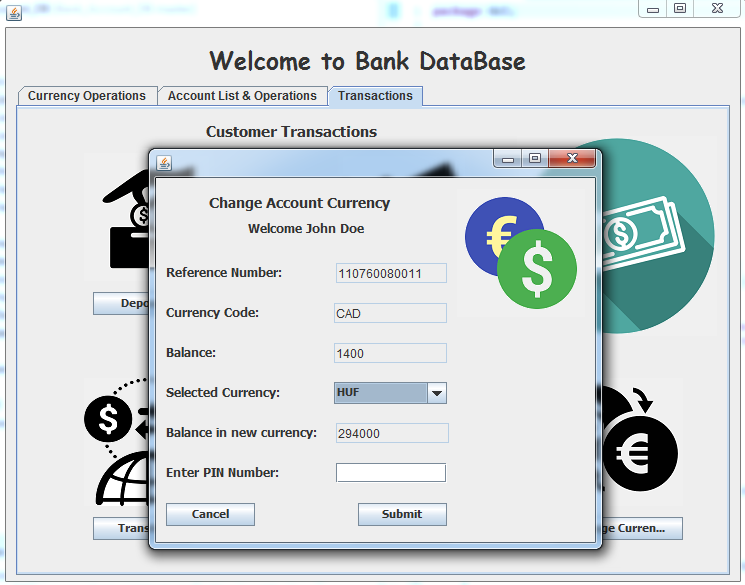 package
Welcome to Bank DataBase
Currency Operations
Account List & Operations
Transactions
Customer Transactions
Depo
Change Account Currency
Welcome John Doe
Reference Number: 110760080011
Currency Code: CAD
Balance: 1400
Selected Currency: HUF
Balance in new currency: 294000
Enter PIN Number:
Cancel
Submit
Trans
ge Curren...
€
$
$
$
$
€